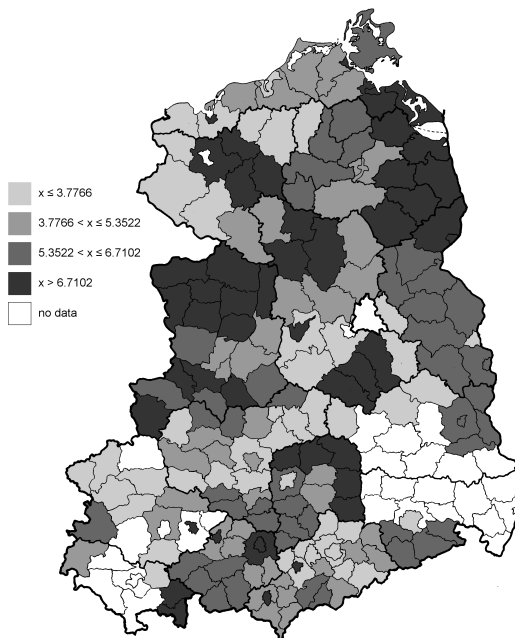 x ≤ 3.7766
3.7766 < x ≤ 5.3522
5.3522 < x ≤ 6.7102
x > 6.7102
no data